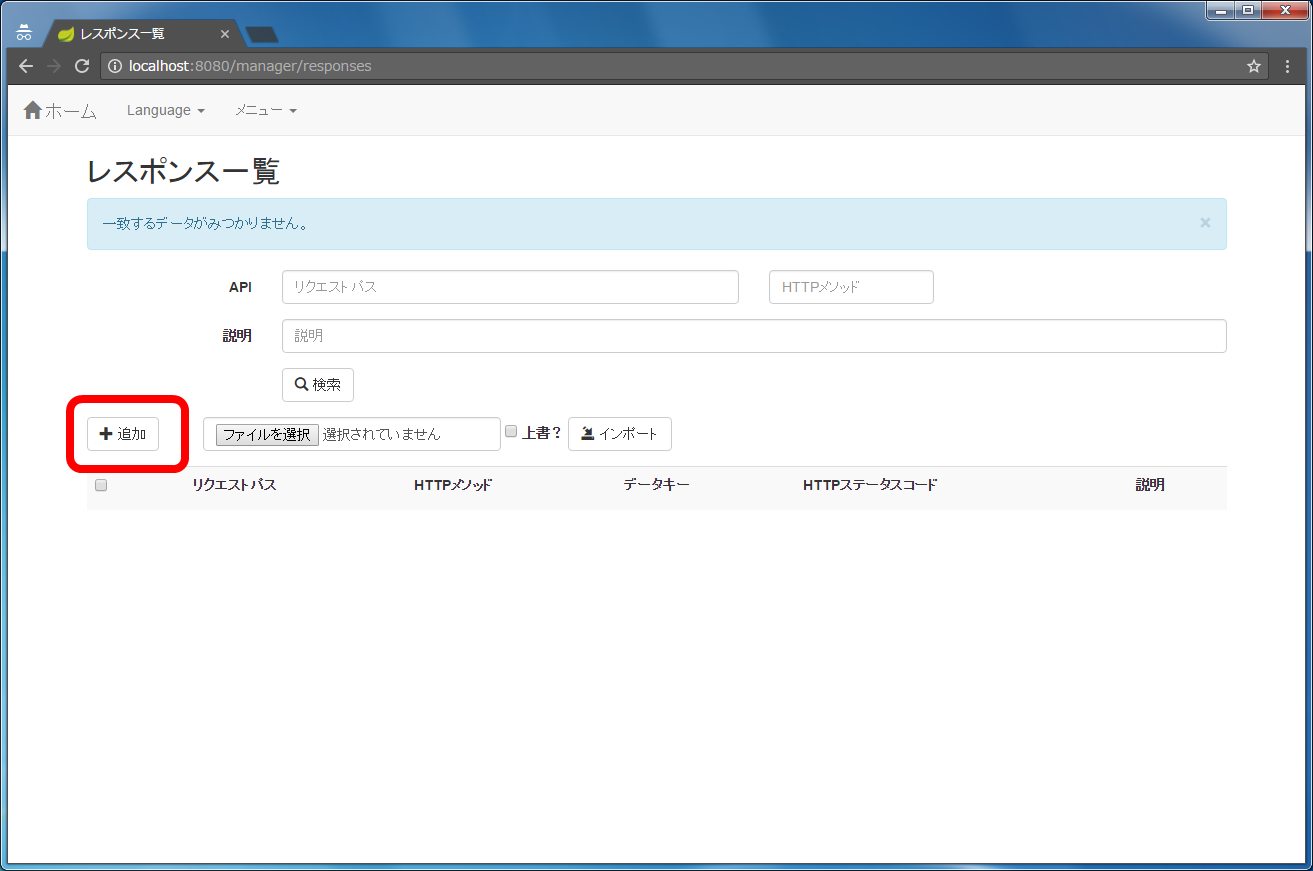 レスポンス一覧
localhost:8080/manager/responses
ホーム Language メニュー
レスポンス一覧
一致するデータがみつかりません。 ×
API リクエストパス HTTPメソッド
説明 説明
検索
追加 ファイルを選択 選択されていません 上書? インポート
リクエストパス HTTPメソッド データキー HTTPステータスコード 説明